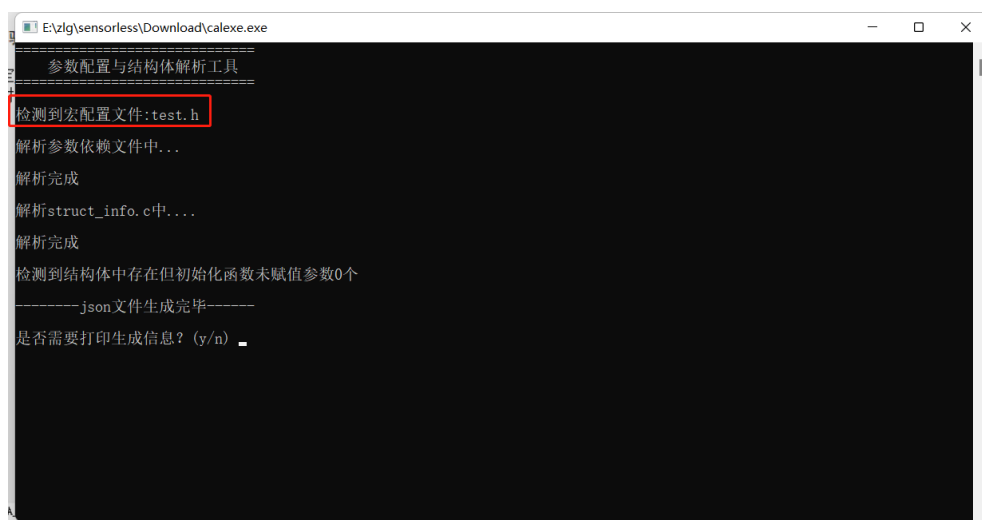 E:\zlg\sensorless\Download\calexe.exe
==============================
参数配置与结构体解析工具
==============================
检测到宏配置文件:test.h
解析参数依赖文件中...
解析完成
解析struct_info.c中....
解析完成
检测到结构体中存在但初始化函数未赋值参数0个
--------json文件生成完毕------
是否需要打印生成信息? (y/n)